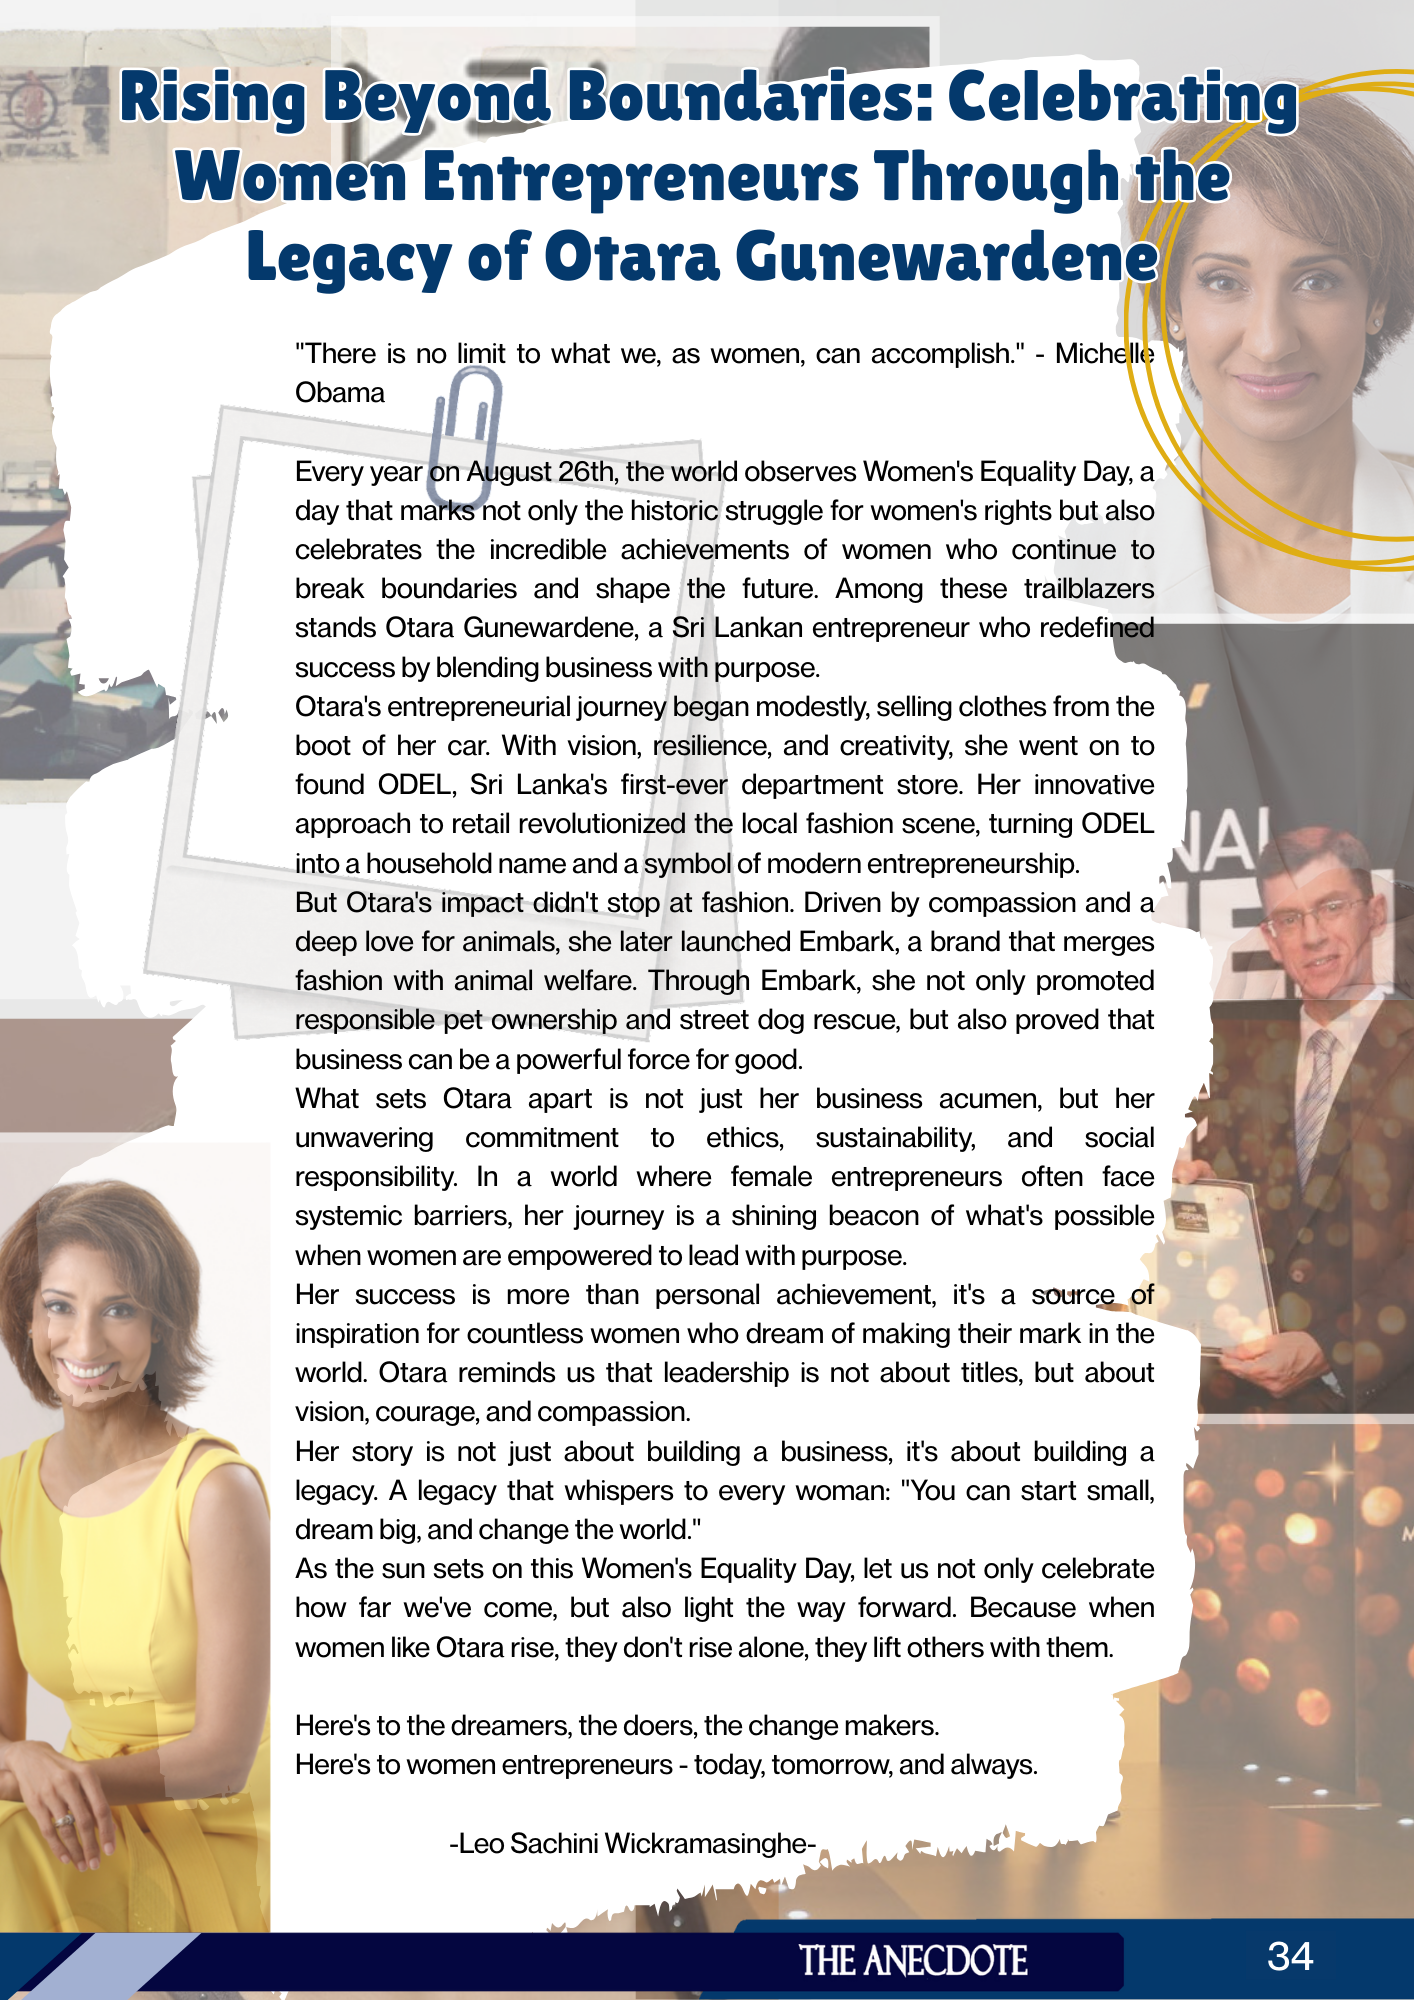 Rising Beyond Boundaries: Celebrating
Women Entrepreneurs Through the
Legacy of Otara Gunewardene
"There is no limit to what we, as women, can accomplish." - Michelle
Obama
Every year on August 26th, the world observes Women's Equality Day, a
day that marks not only the historic struggle for women's rights but also
celebrates the incredible achievements of women who continue to
break boundaries and shape the future. Among these trailblazers
stands Otara Gunewardene, a Sri Lankan entrepreneur who redefined
success by blending business with purpose.
Otara's entrepreneurial journey began modestly, selling clothes from the
boot of her car. With vision, resilience, and creativity, she went on to
found ODEL, Sri Lanka's first-ever department store. Her innovative
approach to retail revolutionized the local fashion scene, turning ODEL
into a household name and a symbol of modern entrepreneurship.
But Otara's impact didn't stop at fashion. Driven by compassion and a
deep love for animals, she later launched Embark, a brand that merges
fashion with animal welfare. Through Embark, she not only promoted
responsible pet ownership and street dog rescue, but also proved that
business can be a powerful force for good.
What sets Otara apart is not just her business acumen, but her
unwavering commitment to ethics, sustainability, and social
responsibility. In a world where female entrepreneurs often face
systemic barriers, her journey is a shining beacon of what's possible
when women are empowered to lead with purpose.
Her success is more than personal achievement, it's a source of
inspiration for countless women who dream of making their mark in the
world. Otara reminds us that leadership is not about titles, but about
vision, courage, and compassion.
Her story is not just about building a business, it's about building a
legacy. A legacy that whispers to every woman: "You can start small,
dream big, and change the world."
As the sun sets on this Women's Equality Day, let us not only celebrate
how far we've come, but also light the way forward. Because when
women like Otara rise, they don't rise alone, they lift others with them.
Here's to the dreamers, the doers, the change makers.
Here's to women entrepreneurs - today, tomorrow, and always.
-Leo Sachini Wickramasinghe-
THE ANECDOTE
34